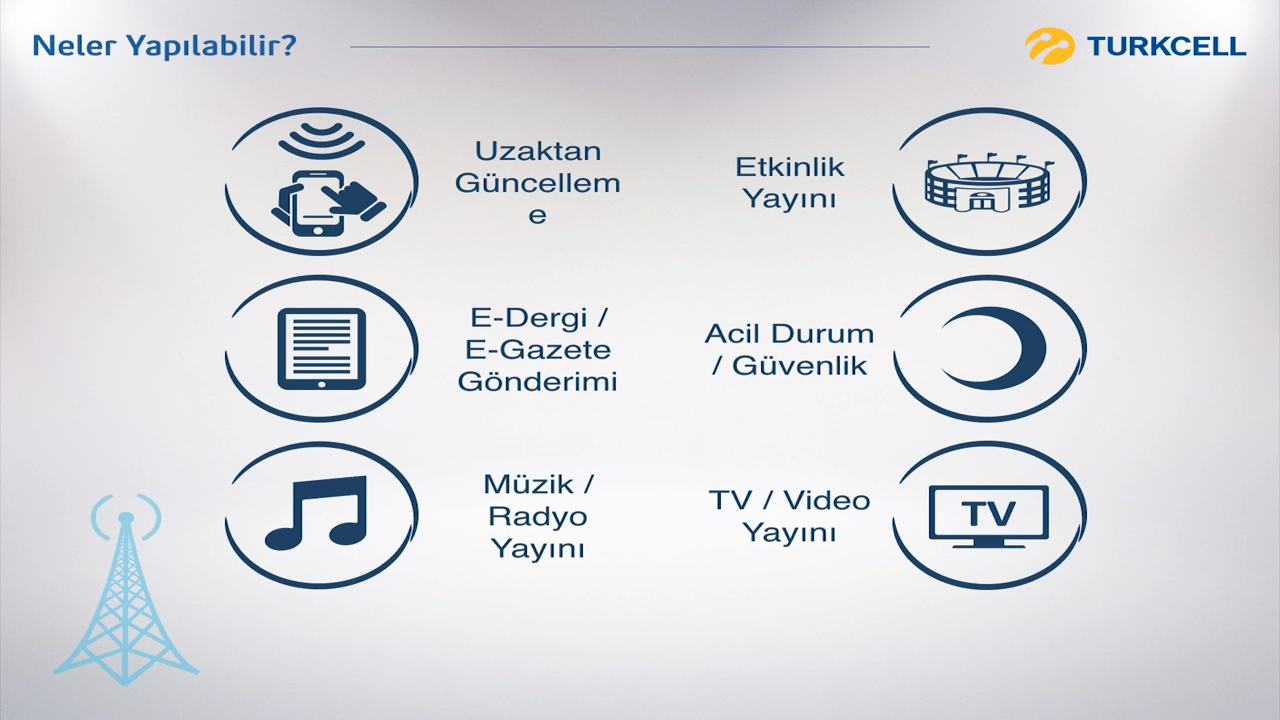 Neler Yapılabilir?
TURKCELL
Uzaktan
Güncellem
e
Etkinlik
Yayını
E-Dergi /
E-Gazete
Gönderimi
Acil Durum
/ Güvenlik
Müzik /
Radyo
Yayını
TV / Video
Yayını
TV